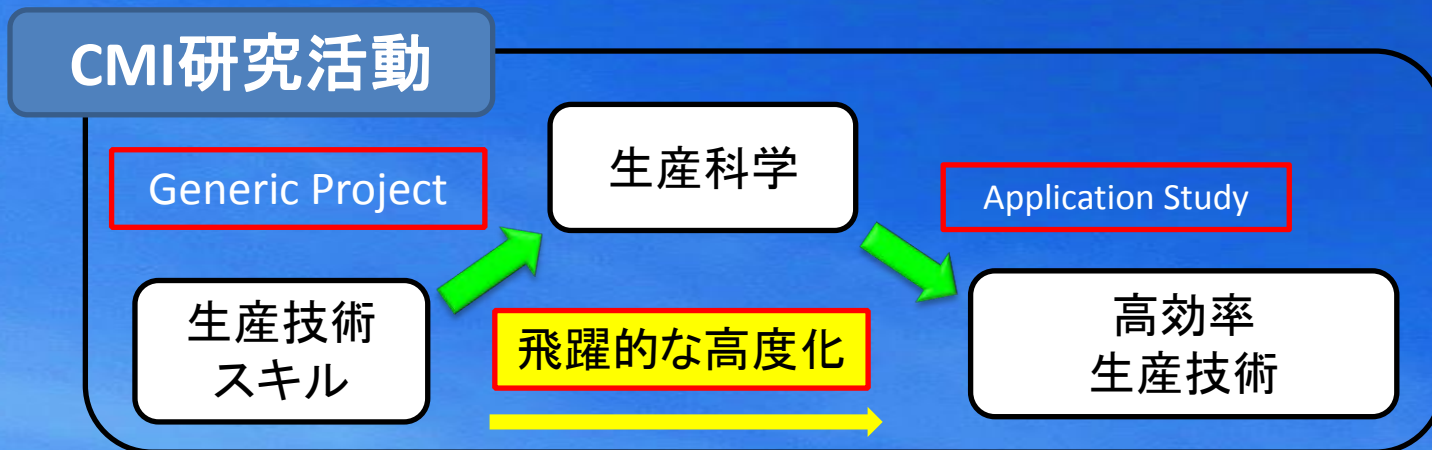 CMI研究活動
Generic Project
生産科学
Application Study
生産技術
スキル
飛躍的な高度化
高効率
生産技術